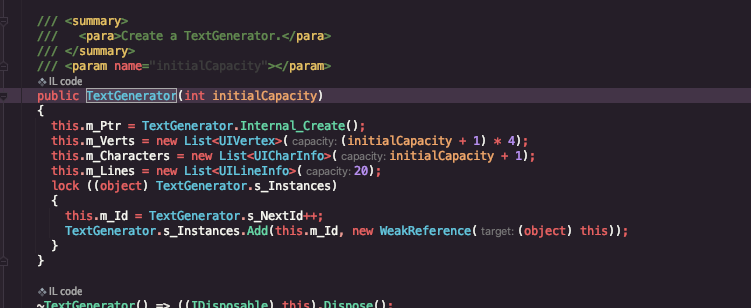 /// <summary>
///   <para>Create a TextGenerator.</para>
/// </summary>
/// <param name="initialCapacity"></param>
IL code
public TextGenerator(int initialCapacity)
{
  this.m_Ptr = TextGenerator.Internal_Create();
  this.m_Verts = new List<UIVertex>( capacity: (initialCapacity + 1) * 4);
  this.m_Characters = new List<UICharInfo>( capacity: initialCapacity + 1);
  this.m_Lines = new List<UILineInfo>( capacity: 20);
  lock ((object) TextGenerator.s_Instances)
  {
    this.m_Id = TextGenerator.s_NextId++;
    TextGenerator.s_Instances.Add(this.m_Id, new WeakReference( target: (object) this));
  }
}
IL code
~TextGenerator() => ((IDisposable) this).Dispose();